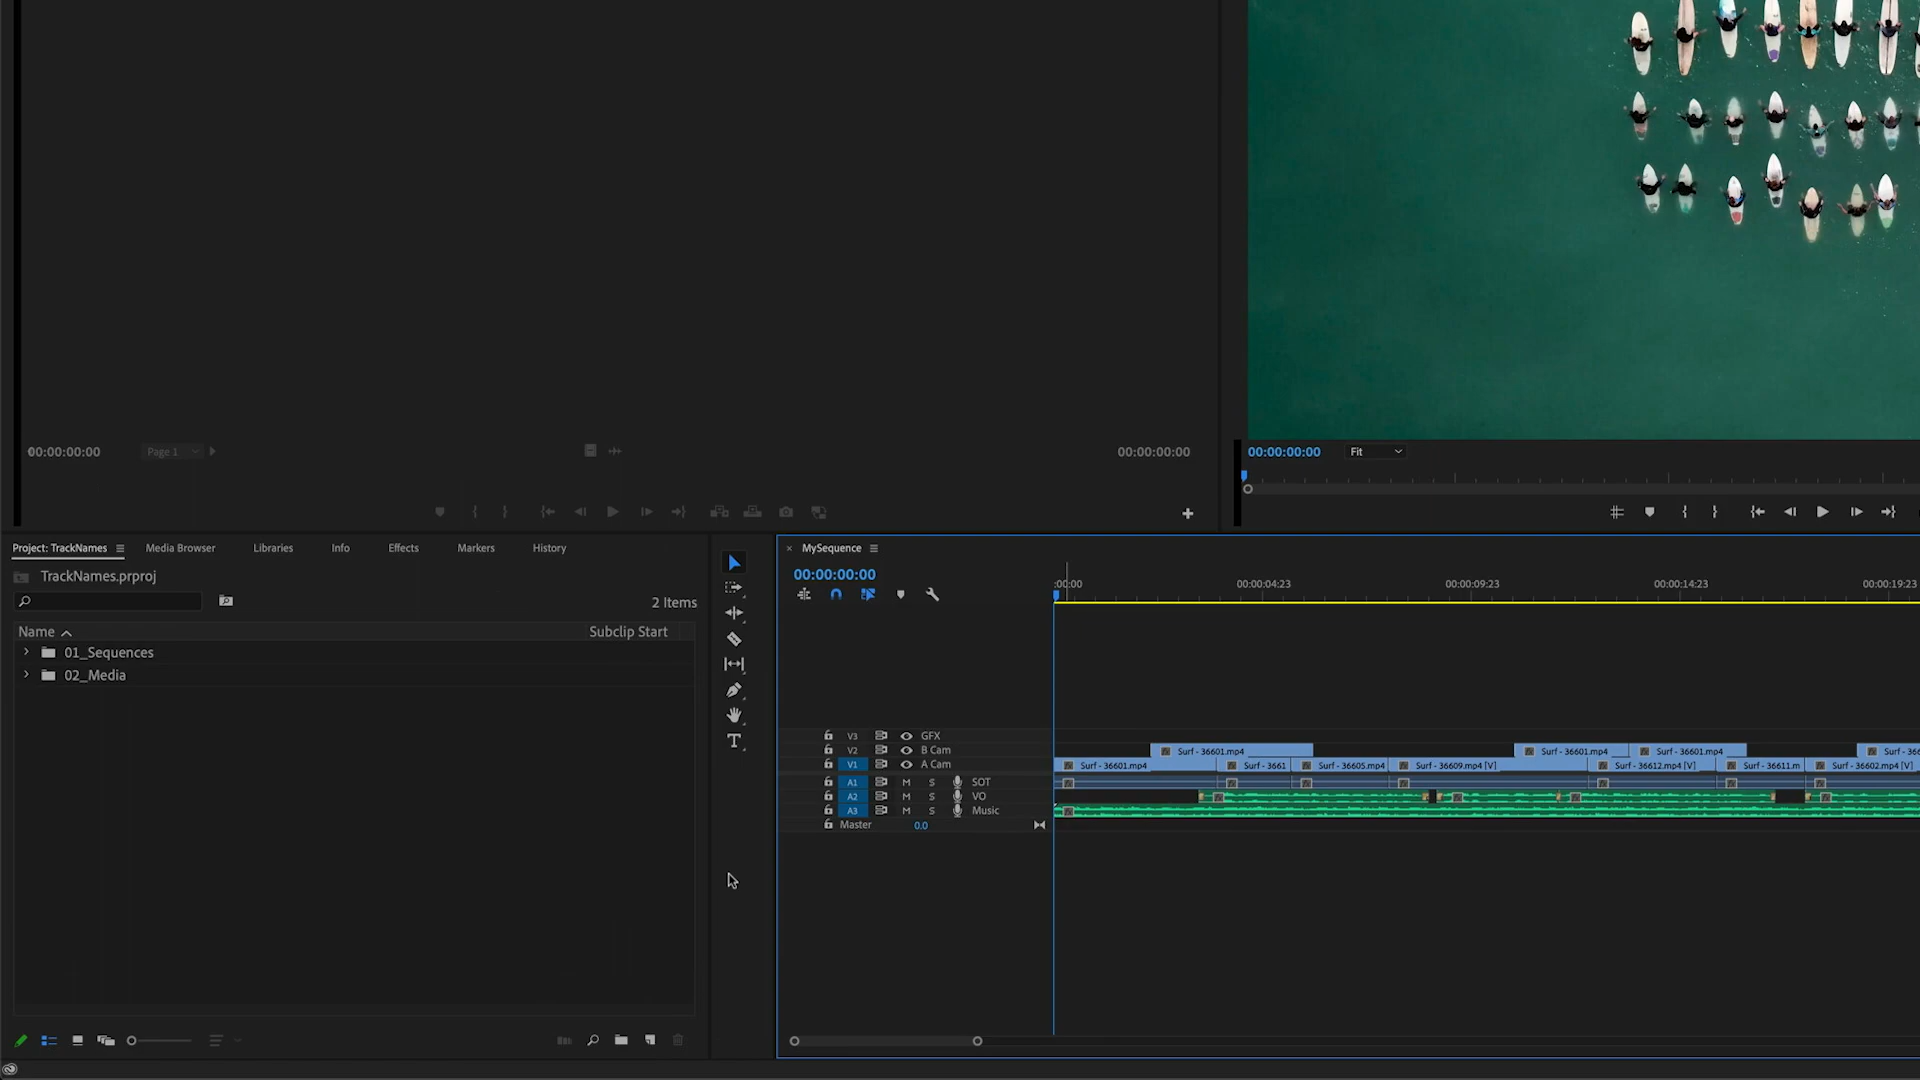 00:00:00:00
Page 1
00:00:00:00
00:00:00:00
Fit
Project: TrackNames
Media Browser
Libraries
Info
Effects
Markers
History
TrackNames.prproj
2 Items
Name
Subclip Start
01_Sequences
02_Media
MySequence
00:00:00:00
:00:00
00:00:04:23
00:00:09:23
00:00:14:23
00:00:19:23
V3 GFX
V2 B Cam
Surf - 36601.mp4
Surf - 36601.mp4
Surf - 36601.mp4
Surf - 366
V1 A Cam
Surf - 36601.mp4
Surf - 3661
Surf - 36605.mp4
Surf - 36609.mp4 [V]
Surf - 36612.mp4 [V]
Surf - 36611.m
Surf - 36602.mp4 [V]
A1 M S SOT
A2 M S VO
A3 M S Music
Master 0.0